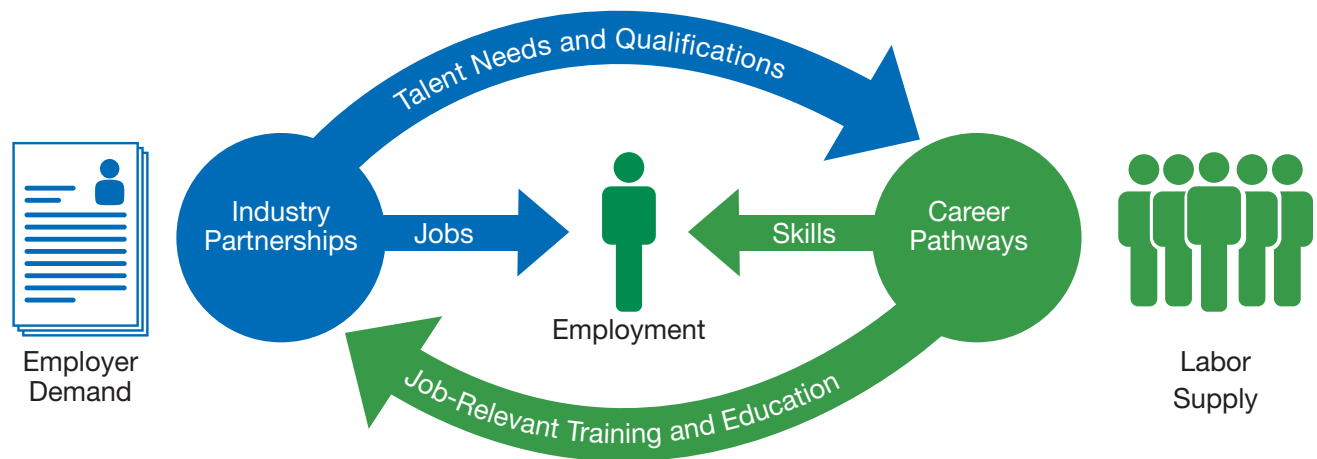 Talent Needs and Qualifications
Industry
Partnerships
Jobs
Skills
Career
Pathways
Employment
Employer
Demand
Labor
Supply
Job-Relevant Training and Education